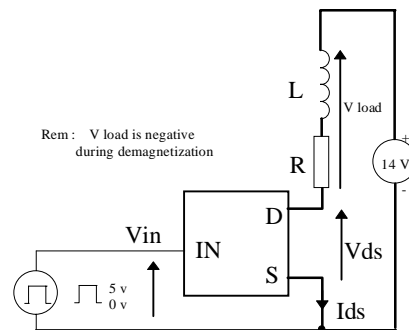 L
V load
Rem : V load is negative
during demagnetization
R
+
14 V
-
D
Vin
IN
Vds
S
5 v
0 v
Ids